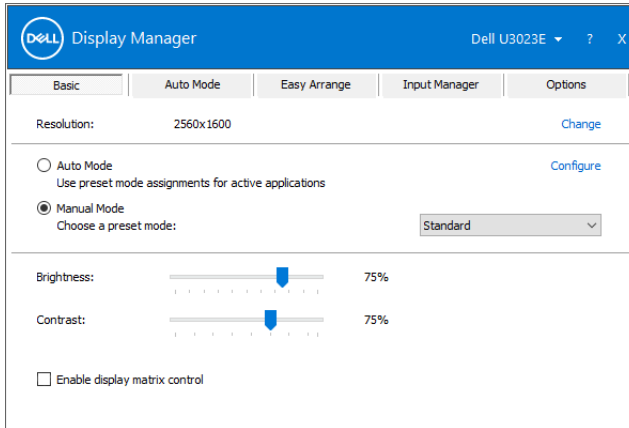 DELL Display Manager Dell U3023E ? X
Basic Auto Mode Easy Arrange Input Manager Options
Resolution: 2560x1600 Change
Auto Mode Configure
Use preset mode assignments for active applications
Manual Mode
Choose a preset mode: Standard
Brightness: 75%
Contrast: 75%
Enable display matrix control